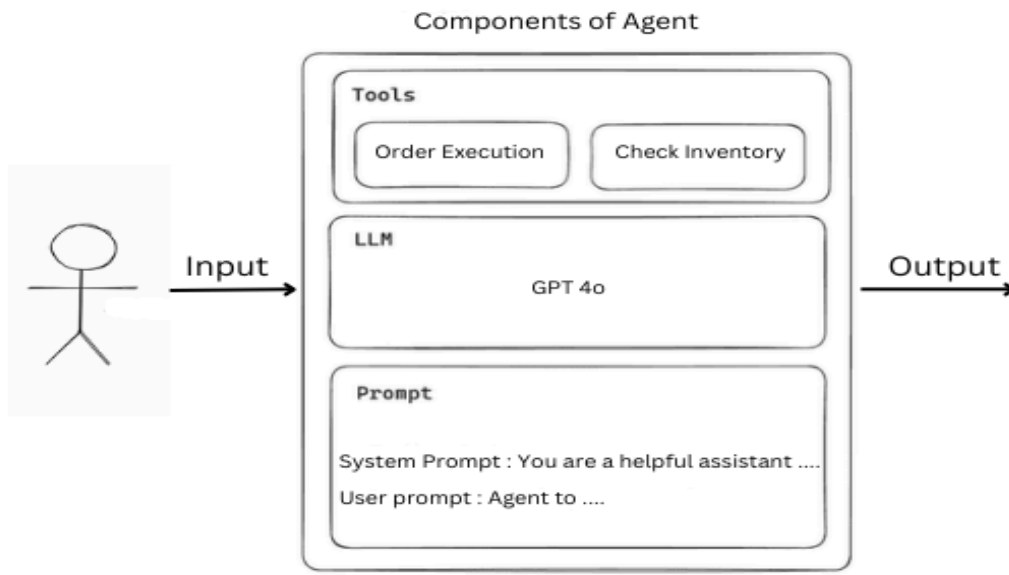 Components of Agent
Tools
Order Execution
Check Inventory
LLM
Input
GPT 4o
Output
Prompt
System Prompt : You are a helpful assistant ....
User prompt : Agent to ....